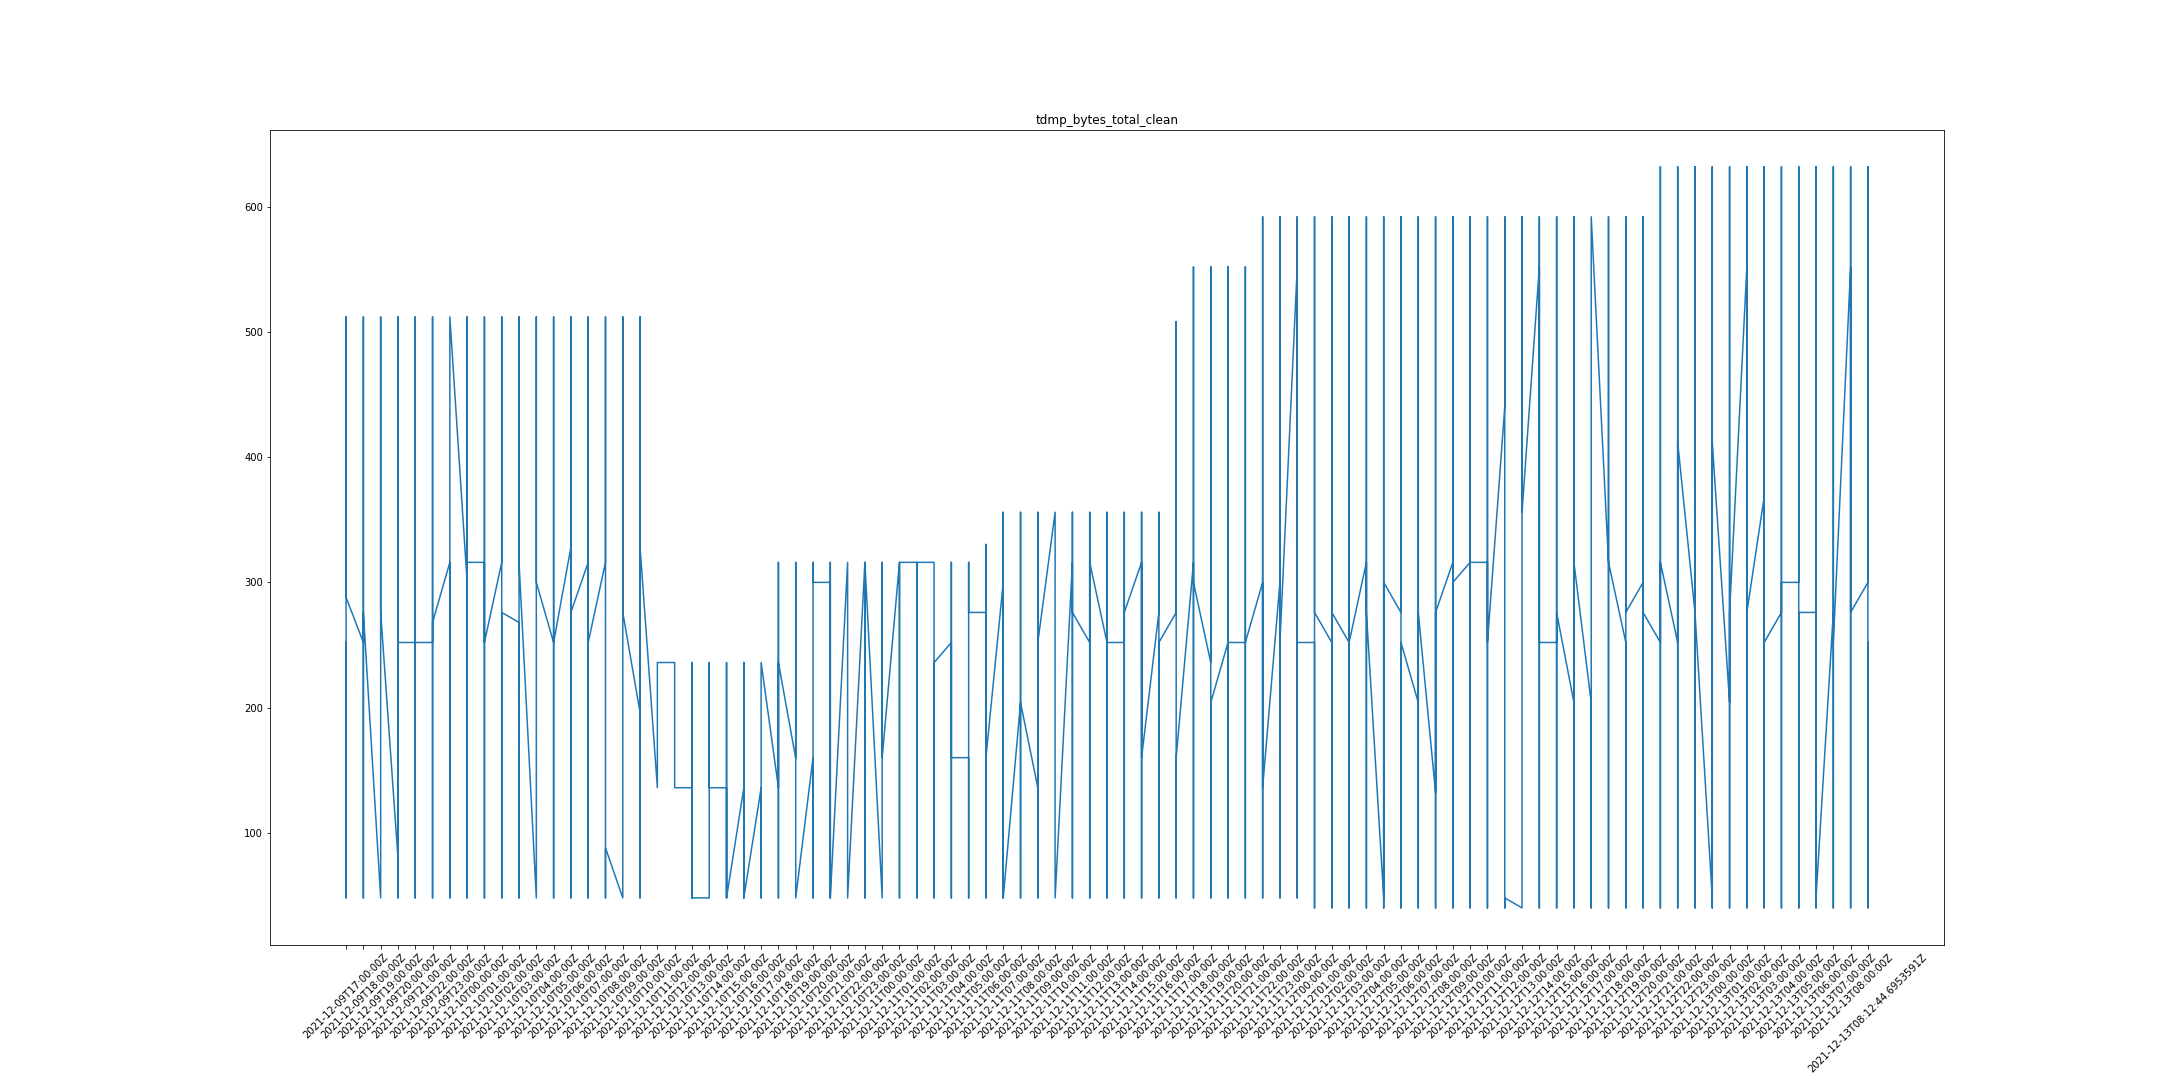 tdmp_bytes_total_clean
600
500
400
300
200
100
2021-12-09T17:00:00Z
2021-12-09T18:00:00Z
2021-12-09T19:00:00Z
2021-12-09T20:00:00Z
2021-12-09T21:00:00Z
2021-12-09T22:00:00Z
2021-12-09T23:00:00Z
2021-12-10T00:00:00Z
2021-12-10T01:00:00Z
2021-12-10T02:00:00Z
2021-12-10T03:00:00Z
2021-12-10T04:00:00Z
2021-12-10T05:00:00Z
2021-12-10T06:00:00Z
2021-12-10T07:00:00Z
2021-12-10T08:00:00Z
2021-12-10T09:00:00Z
2021-12-10T10:00:00Z
2021-12-10T11:00:00Z
2021-12-10T12:00:00Z
2021-12-10T13:00:00Z
2021-12-10T14:00:00Z
2021-12-10T15:00:00Z
2021-12-10T16:00:00Z
2021-12-10T17:00:00Z
2021-12-10T18:00:00Z
2021-12-10T19:00:00Z
2021-12-10T20:00:00Z
2021-12-10T21:00:00Z
2021-12-10T22:00:00Z
2021-12-10T23:00:00Z
2021-12-11T00:00:00Z
2021-12-11T01:00:00Z
2021-12-11T02:00:00Z
2021-12-11T03:00:00Z
2021-12-11T04:00:00Z
2021-12-11T05:00:00Z
2021-12-11T06:00:00Z
2021-12-11T07:00:00Z
2021-12-11T08:00:00Z
2021-12-11T09:00:00Z
2021-12-11T10:00:00Z
2021-12-11T11:00:00Z
2021-12-11T12:00:00Z
2021-12-11T13:00:00Z
2021-12-11T14:00:00Z
2021-12-11T15:00:00Z
2021-12-11T16:00:00Z
2021-12-11T17:00:00Z
2021-12-11T18:00:00Z
2021-12-11T19:00:00Z
2021-12-11T20:00:00Z
2021-12-11T21:00:00Z
2021-12-11T22:00:00Z
2021-12-11T23:00:00Z
2021-12-12T00:00:00Z
2021-12-12T01:00:00Z
2021-12-12T02:00:00Z
2021-12-12T03:00:00Z
2021-12-12T04:00:00Z
2021-12-12T05:00:00Z
2021-12-12T06:00:00Z
2021-12-12T07:00:00Z
2021-12-12T08:00:00Z
2021-12-12T09:00:00Z
2021-12-12T10:00:00Z
2021-12-12T11:00:00Z
2021-12-12T12:00:00Z
2021-12-12T13:00:00Z
2021-12-12T14:00:00Z
2021-12-12T15:00:00Z
2021-12-12T16:00:00Z
2021-12-12T17:00:00Z
2021-12-12T18:00:00Z
2021-12-12T19:00:00Z
2021-12-12T20:00:00Z
2021-12-12T21:00:00Z
2021-12-12T22:00:00Z
2021-12-12T23:00:00Z
2021-12-13T00:00:00Z
2021-12-13T01:00:00Z
2021-12-13T02:00:00Z
2021-12-13T03:00:00Z
2021-12-13T04:00:00Z
2021-12-13T05:00:00Z
2021-12-13T06:00:00Z
2021-12-13T07:00:00Z
2021-12-13T08:00:00Z
2021-12-13T08:12:44.6953591Z